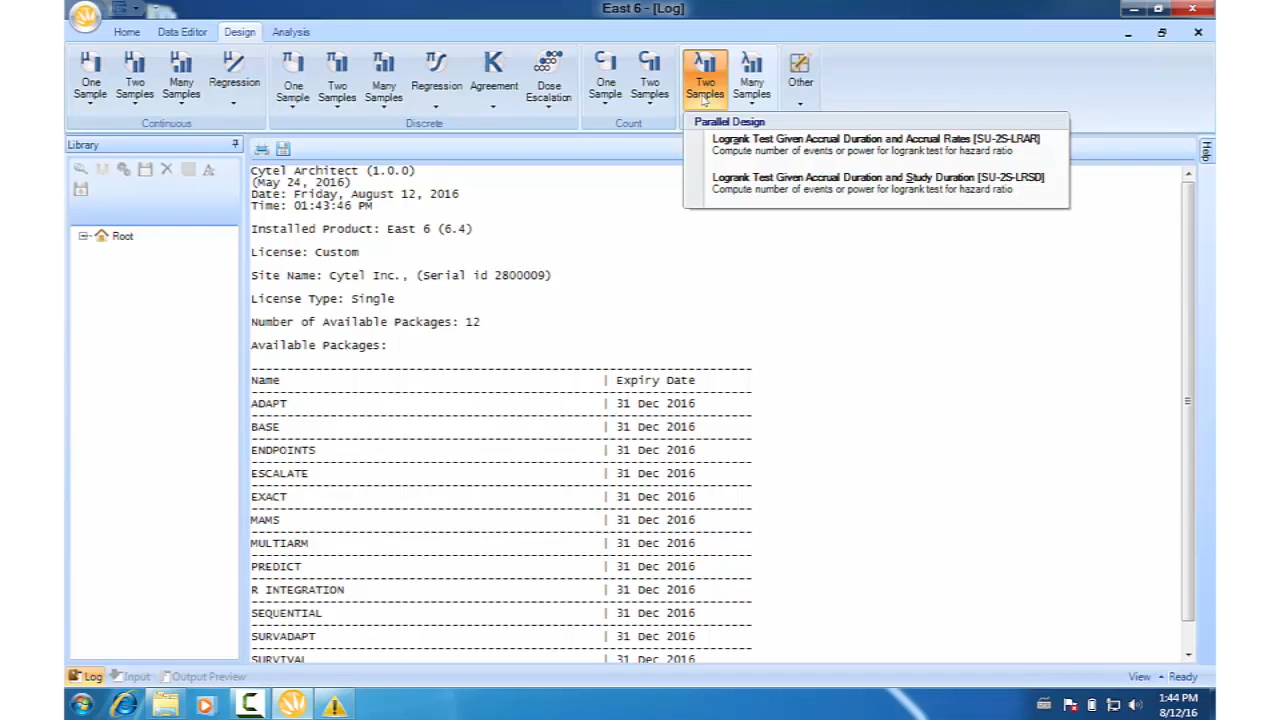 East 6 - [Log]
Home Data Editor Design Analysis
One Sample Two Samples Many Samples Regression
Continuous
One Sample Two Samples Many Samples Regression Agreement Dose Escalation
Discrete
One Sample Two Samples
Count
Two Samples Many Samples
Other
Parallel Design
Logrank Test Given Accrual Duration and Accrual Rates [SU-2S-LRAR]
Compute number of events or power for logrank test for hazard ratio
Logrank Test Given Accrual Duration and Study Duration [SU-2S-LRSD]
Compute number of events or power for logrank test for hazard ratio
Library
Help
Root
Cytel Architect (1.0.0)
(May 24, 2016)
Date: Friday, August 12, 2016
Time: 01:43:46 PM
Installed Product: East 6 (6.4)
License: Custom
Site Name: Cytel Inc., (Serial id 2800009)
License Type: Single
Number of Available Packages: 12
Available Packages:
Name | Expiry Date
ADAPT | 31 Dec 2016
BASE | 31 Dec 2016
ENDPOINTS | 31 Dec 2016
ESCALATE | 31 Dec 2016
EXACT | 31 Dec 2016
MAMS | 31 Dec 2016
MULTIARM | 31 Dec 2016
PREDICT | 31 Dec 2016
R INTEGRATION | 31 Dec 2016
SEQUENTIAL | 31 Dec 2016
SURVADAPT | 31 Dec 2016
SURVIVAL | 31 Dec 2016
Log Input Output Preview
View Ready
1:44 PM
8/12/16